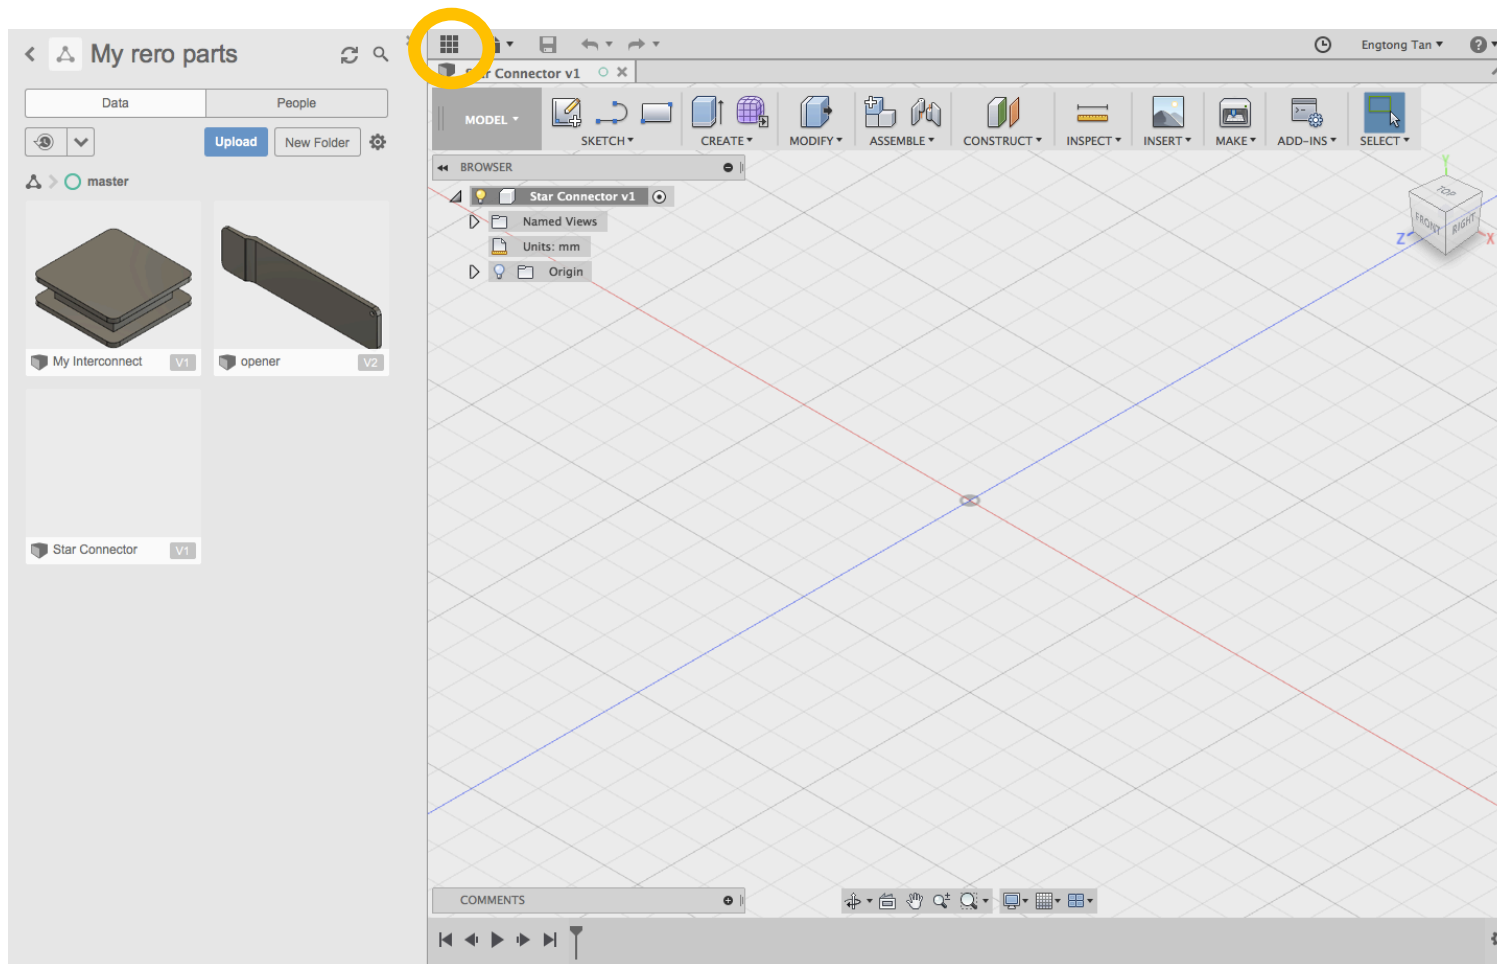 My rero parts
Data People
Upload New Folder
master
My Interconnect V1
opener V2
Star Connector V1
Engtong Tan
Star Connector v1
MODEL
SKETCH CREATE MODIFY ASSEMBLE CONSTRUCT INSPECT INSERT MAKE ADD-INS SELECT
BROWSER
Star Connector v1
Named Views
Units: mm
Origin
Y
TOP
FRONT RIGHT
Z X
COMMENTS